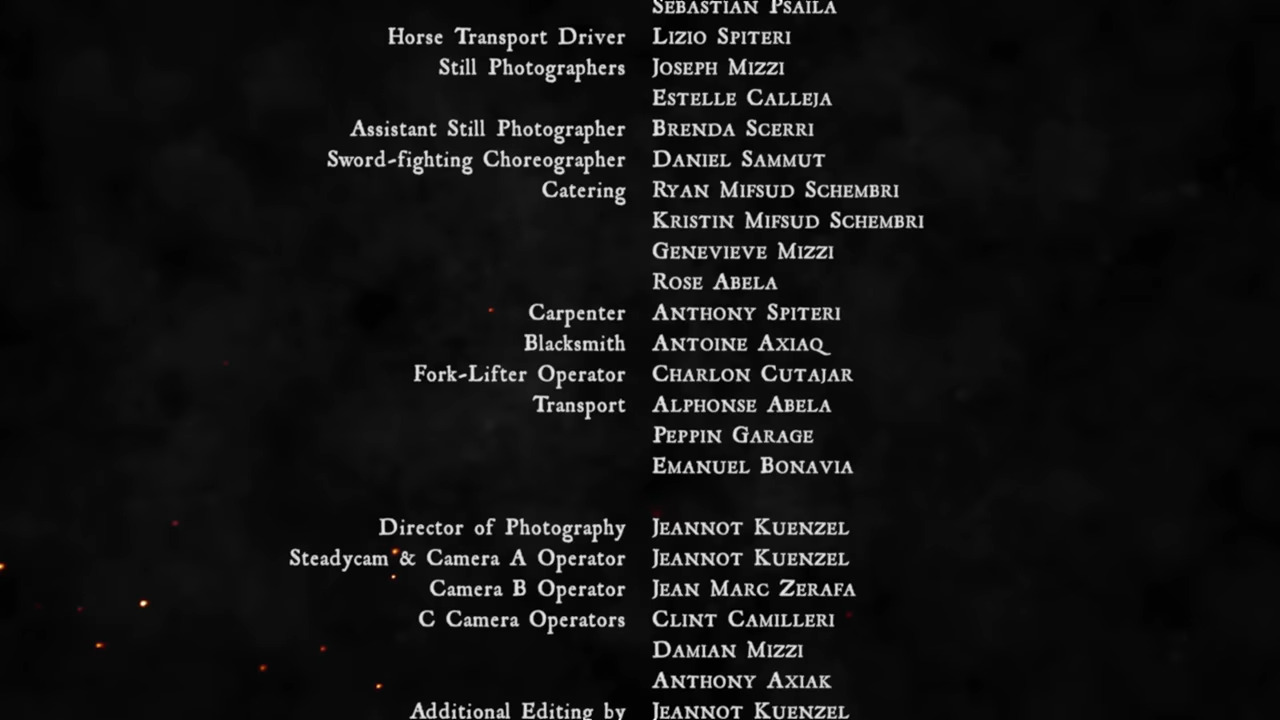 Sebastian Psaila
Horse Transport Driver Lizio Spiteri
Still Photographers Joseph Mizzi
Estelle Calleja
Assistant Still Photographer Brenda Scerri
Sword-fighting Choreographer Daniel Sammut
Catering Ryan Mifsud Schembri
Kristin Mifsud Schembri
Genevieve Mizzi
Rose Abela
Carpenter Anthony Spiteri
Blacksmith Antoine Axiaq
Fork-Lifter Operator Charlon Cutajar
Transport Alphonse Abela
Peppin Garage
Emanuel Bonavia
Director of Photography Jeannot Kuenzel
Steadycam & Camera A Operator Jeannot Kuenzel
Camera B Operator Jean Marc Zerafa
C Camera Operators Clint Camilleri
Damian Mizzi
Anthony Axiak
Additional Editing by Jeannot Kuenzel